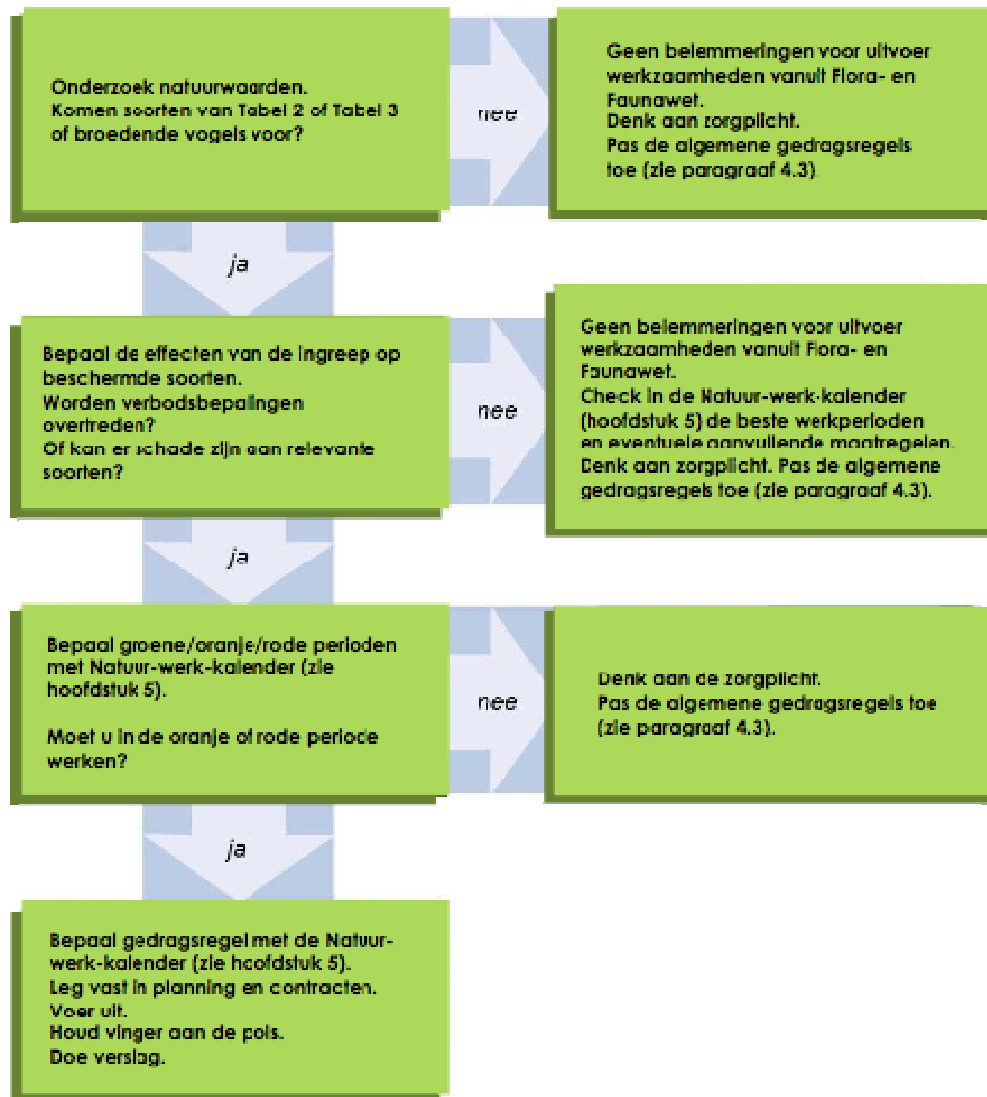 Onderzoek natuurwaarden.
Komen soorten van Tabel 2 of Tabel 3
of broedende vogels voor?
nee
Geen belemmeringen voor uitvoer
werkzaamheden vanuit Flora- en
Faunawet.
Denk aan zorgplicht.
Pas de algemene gedragsregels
toe (zie paragraaf 4.3).
ja
Bepaal de effecten van de ingreep op
beschermde soorten.
Worden verbodsbepalingen
overtreden?
Of kan er schade zijn aan relevante
soorten?
nee
Geen belemmeringen voor uitvoer
werkzaamheden vanuit Flora- en
Faunawet.
Check in de Natuur-werk-kalender
(hoofdstuk 5) de beste werkperioden
en eventuele aanvullende maatregelen.
Denk aan zorgplicht. Pas de algemene
gedragsregels toe (zie paragraaf 4.3).
ja
Bepaal groene/oranje/rode perioden
met Natuur-werk-kalender (zie
hoofdstuk 5).
Moet u in de oranje of rode periode
werken?
nee
Denk aan de zorgplicht.
Pas de algemene gedragsregels toe
(zie paragraaf 4.3).
ja
Bepaal gedragsregel met de Natuur-
werk-kalender (zie hoofdstuk 5).
Leg vast in planning en contracten.
Voer uit.
Houd vinger aan de pols.
Doe verslag.